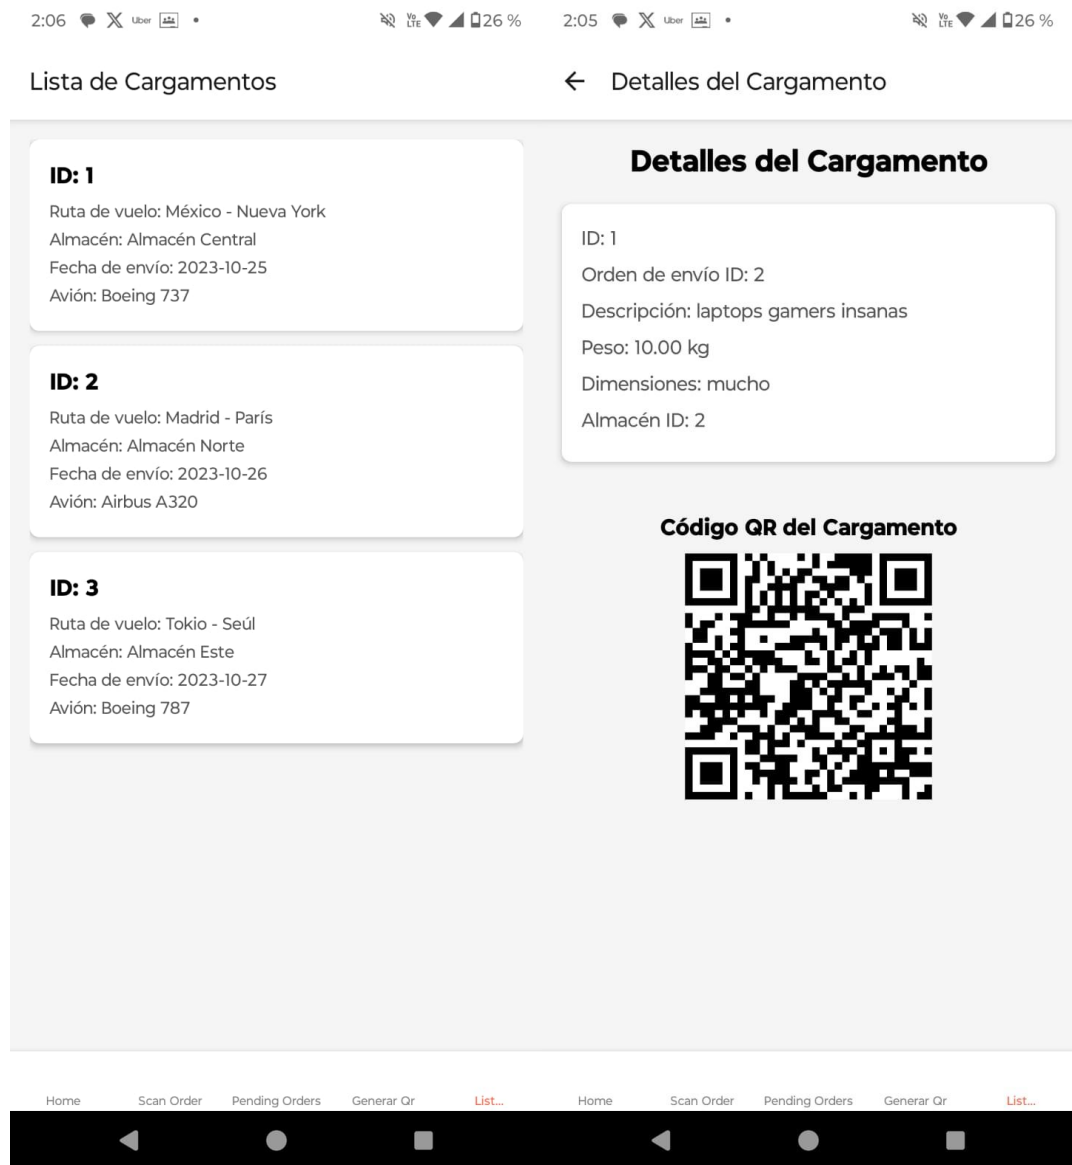 2:06 Uber VoLTE 26 %
Lista de Cargamentos
ID: 1
Ruta de vuelo: México - Nueva York
Almacén: Almacén Central
Fecha de envío: 2023-10-25
Avión: Boeing 737
ID: 2
Ruta de vuelo: Madrid - París
Almacén: Almacén Norte
Fecha de envío: 2023-10-26
Avión: Airbus A320
ID: 3
Ruta de vuelo: Tokio - Seúl
Almacén: Almacén Este
Fecha de envío: 2023-10-27
Avión: Boeing 787
Home Scan Order Pending Orders Generar Qr List...
2:05 Uber VoLTE 26 %
Detalles del Cargamento
Detalles del Cargamento
ID: 1
Orden de envío ID: 2
Descripción: laptops gamers insanas
Peso: 10.00 kg
Dimensiones: mucho
Almacén ID: 2
Código QR del Cargamento
Home Scan Order Pending Orders Generar Qr List...